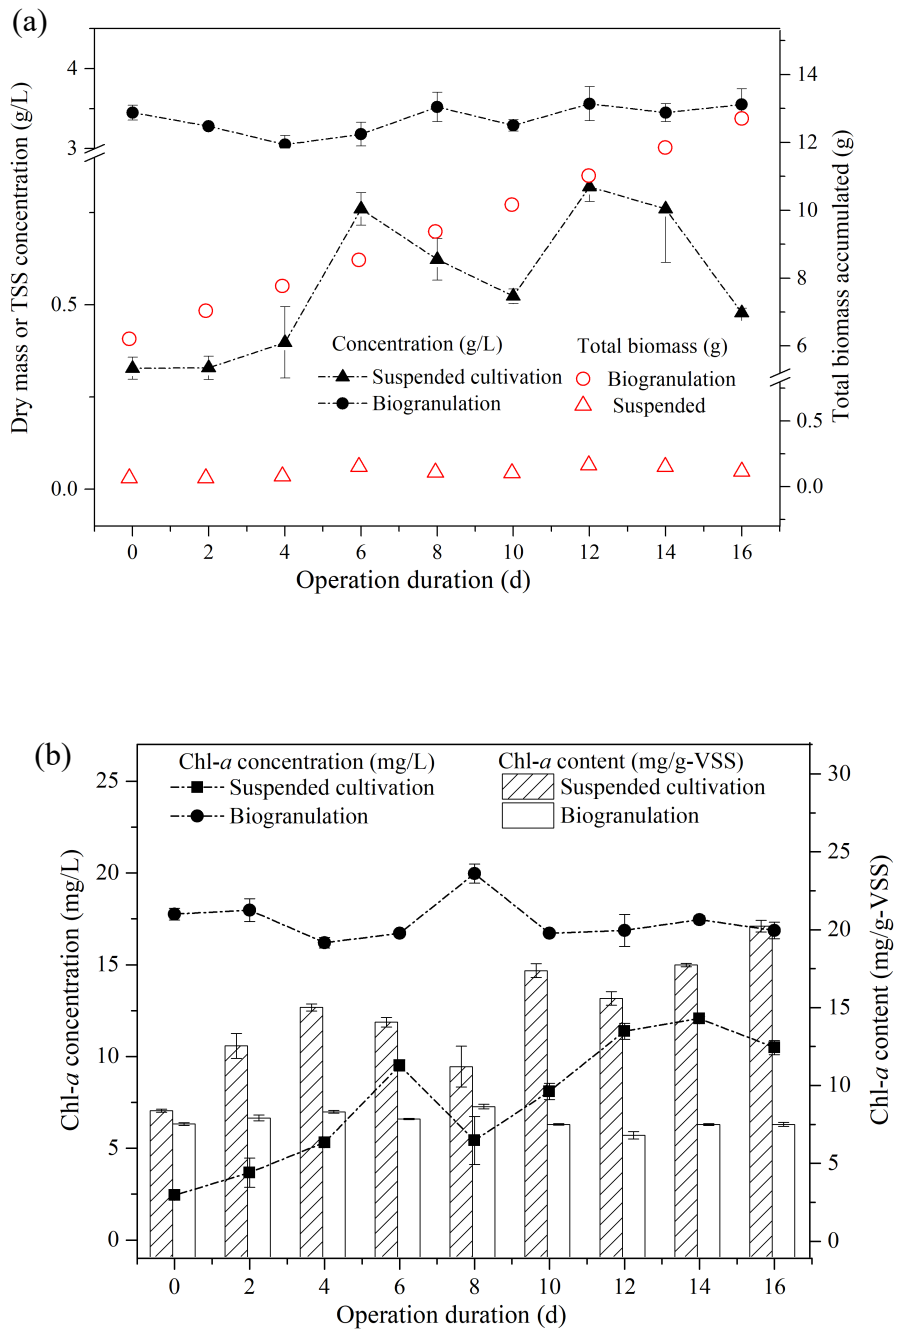 (a)
Dry mass or TSS concentration (g/L)
4
3
0.5
0.0
14
12
10
8
6
0.5
0.0
Total biomass accumulated (g)
Concentration (g/L)
Suspended cultivation
Biogranulation
Total biomass (g)
Biogranulation
Suspended
0 2 4 6 8 10 12 14 16
Operation duration (d)
(b)
Chl-a concentration (mg/L)
25
20
15
10
5
0
30
25
20
15
10
5
0
Chl-a content (mg/g-VSS)
Chl-a concentration (mg/L)
Suspended cultivation
Biogranulation
Chl-a content (mg/g-VSS)
Suspended cultivation
Biogranulation
0 2 4 6 8 10 12 14 16
Operation duration (d)